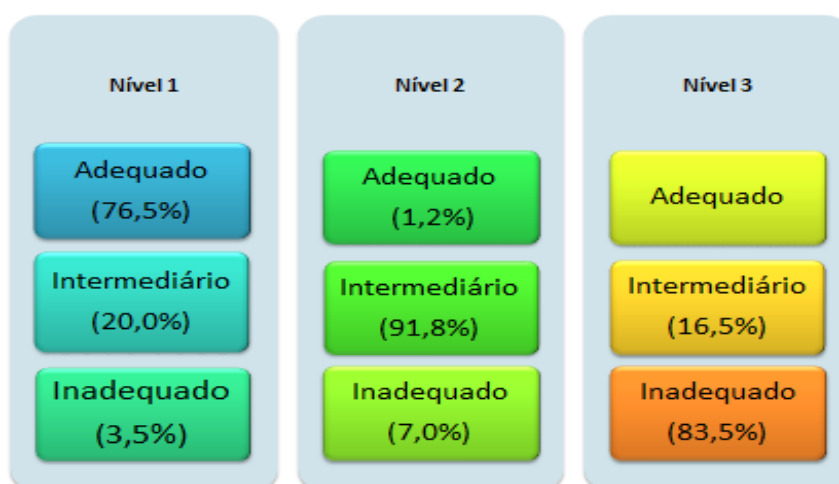 Nível 1
Adequado
(76,5%)
Intermediário
(20,0%)
Inadequado
(3,5%)
Nível 2
Adequado
(1,2%)
Intermediário
(91,8%)
Inadequado
(7,0%)
Nível 3
Adequado
Intermediário
(16,5%)
Inadequado
(83,5%)